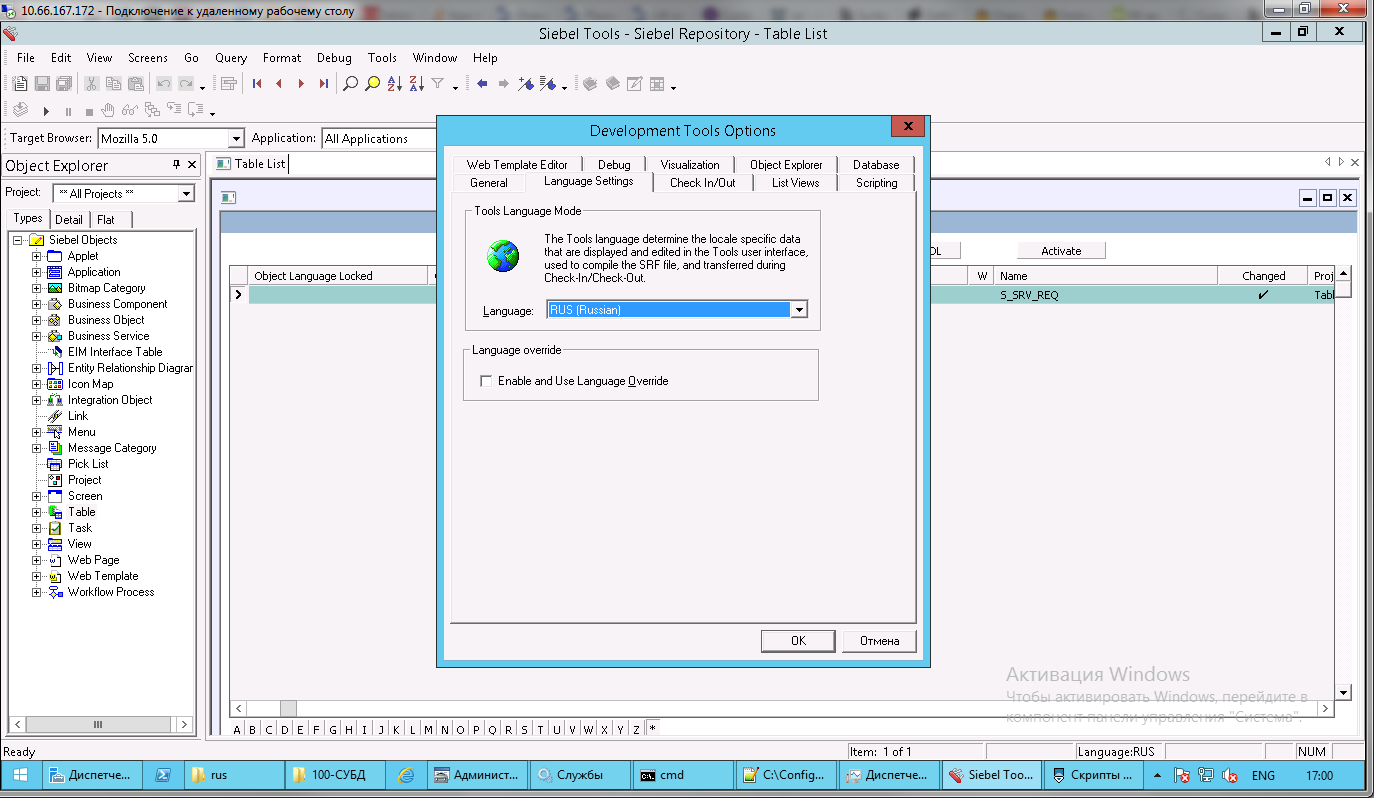 10.66.167.172 - Подключение к удаленному рабочему столу
Siebel Tools - Siebel Repository - Table List
File Edit View Screens Go Query Format Debug Tools Window Help
Target Browser: Mozilla 5.0 Application: All Applications
Object Explorer
Table List
Project: ** All Projects **
Types Detail Flat
Siebel Objects
Applet
Application
Bitmap Category
Business Component
Business Object
Business Service
EIM Interface Table
Entity Relationship Diagrar
Icon Map
Integration Object
Link
Menu
Message Category
Pick List
Project
Screen
Table
Task
View
Web Page
Web Template
Workflow Process
Object Language Locked
OL Activate
W Name Changed Proj
S_SRV_REQ Tabl
Development Tools Options
Web Template Editor Debug Visualization Object Explorer Database
General Language Settings Check In/Out List Views Scripting
Tools Language Mode
The Tools language determine the locale specific data
that are displayed and edited in the Tools user interface,
used to compile the SRF file, and transferred during
Check-In/Check-Out.
Language: RUS (Russian)
Language override
Enable and Use Language Override
OK Отмена
Активация Windows
Чтобы активировать Windows, перейдите в
компонент панели управления "Система".
A B C D E F G H I J K L M N O P Q R S T U V W X Y Z *
Ready Item: 1 of 1 Language:RUS NUM
Диспетче... rus 100-СУБД Админист... Службы cmd C:\Config... Диспетче... Siebel Too... Скрипты ... ENG 17:00